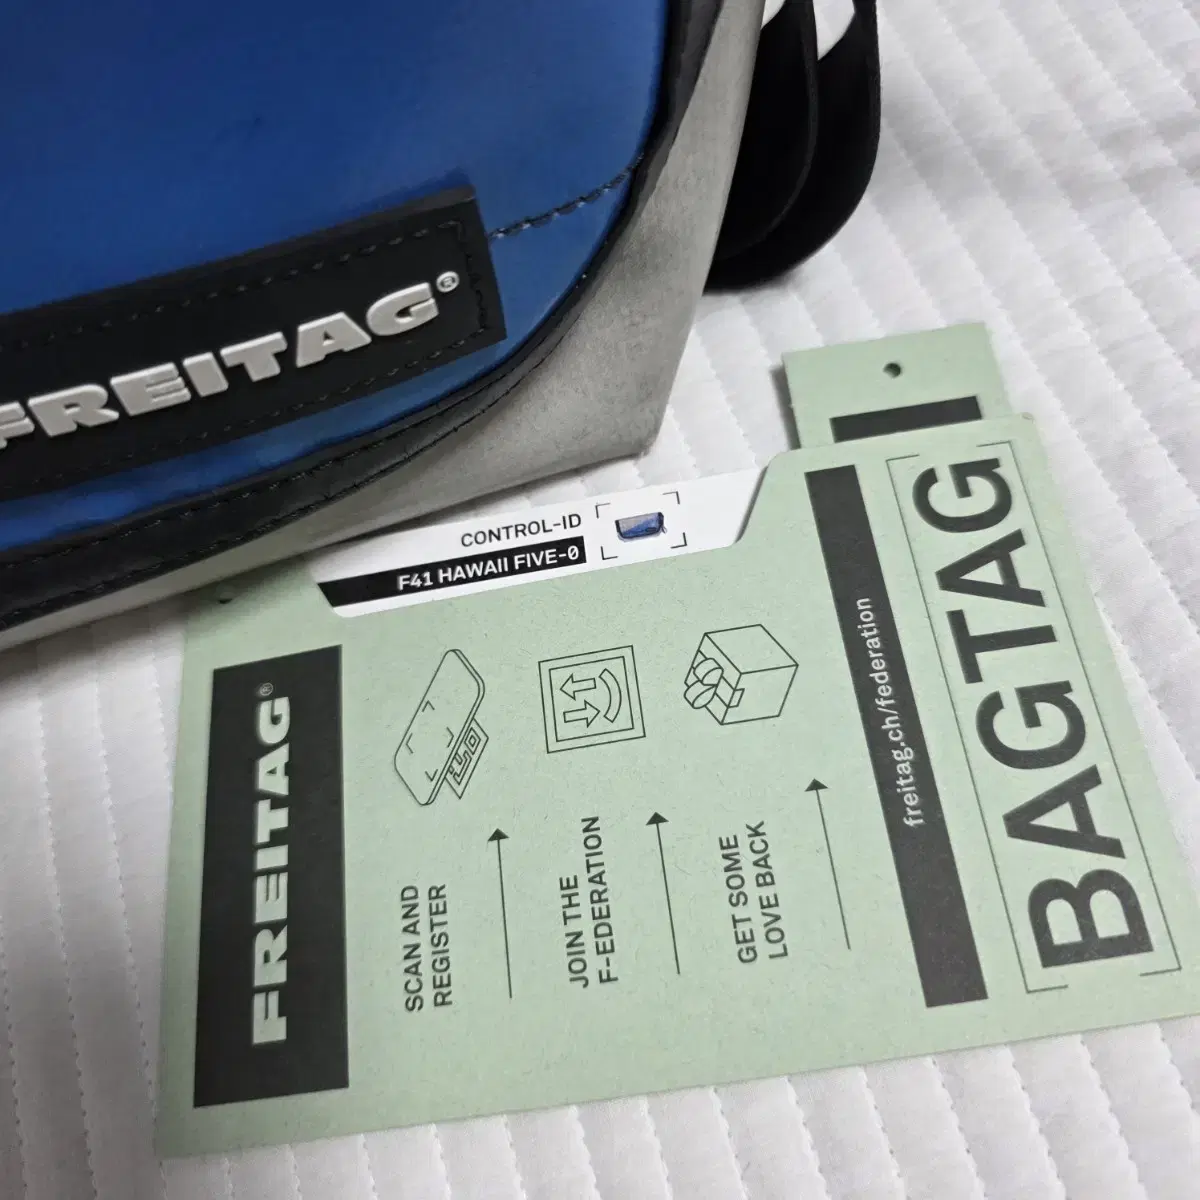 FREITAG®
CONTROL-ID
F41 HAWAII FIVE-0
FREITAG®
SCAN AND
REGISTER
JOIN THE
F-EDERATION
GET SOME
LOVE BACK
freitag.ch/federation
BAGTAG